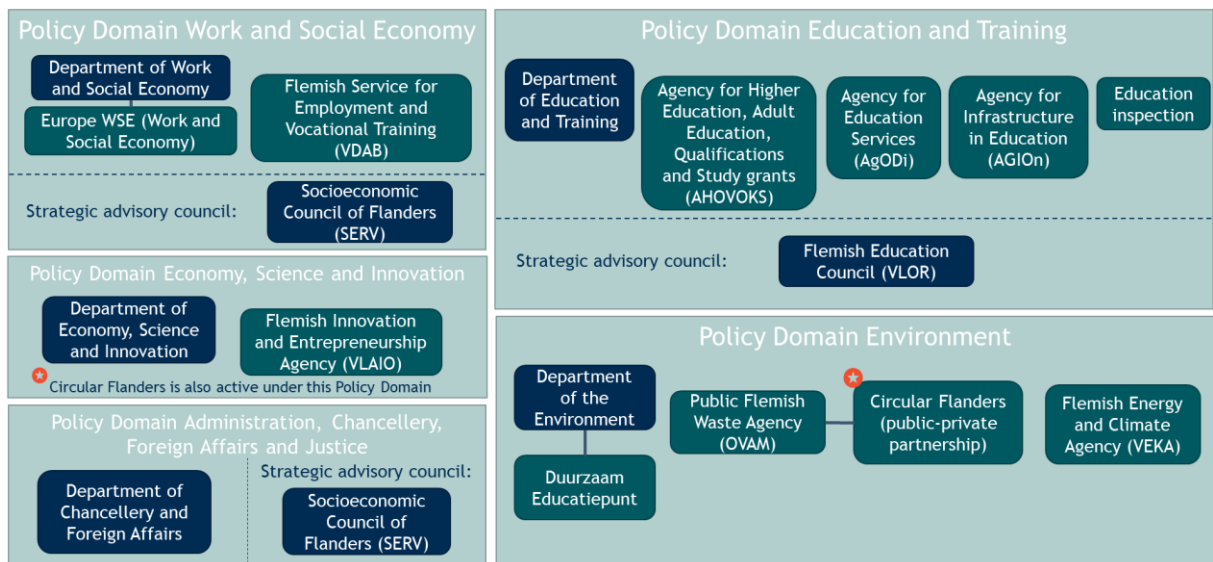 Policy Domain Work and Social Economy
Department of Work
and Social Economy
Europe WSE (Work and
Social Economy)
Flemish Service for
Employment and
Vocational Training
(VDAB)
Strategic advisory council:
Socioeconomic
Council of Flanders
(SERV)
Policy Domain Economy, Science and Innovation
Department of
Economy, Science
and Innovation
Flemish Innovation
and Entrepreneurship
Agency (VLAIO)
Circular Flanders is also active under this Policy Domain
Policy Domain Administration, Chancellery,
Foreign Affairs and Justice
Department of
Chancellery and
Foreign Affairs
Strategic advisory council:
Socioeconomic
Council of
Flanders (SERV)
Policy Domain Education and Training
Department
of Education
and Training
Agency for Higher
Education, Adult
Education,
Qualifications
and Study grants
(AHOVOKS)
Agency for
Education
Services
(AgODi)
Agency for
Infrastructure
in Education
(AGIOn)
Education
inspection
Strategic advisory council:
Flemish Education
Council (VLOR)
Policy Domain Environment
Department
of the
Environment
Duurzaam
Educatiepunt
Public Flemish
Waste Agency
(OVAM)
Circular Flanders
(public-private
partnership)
Flemish Energy
and Climate
Agency (VEKA)